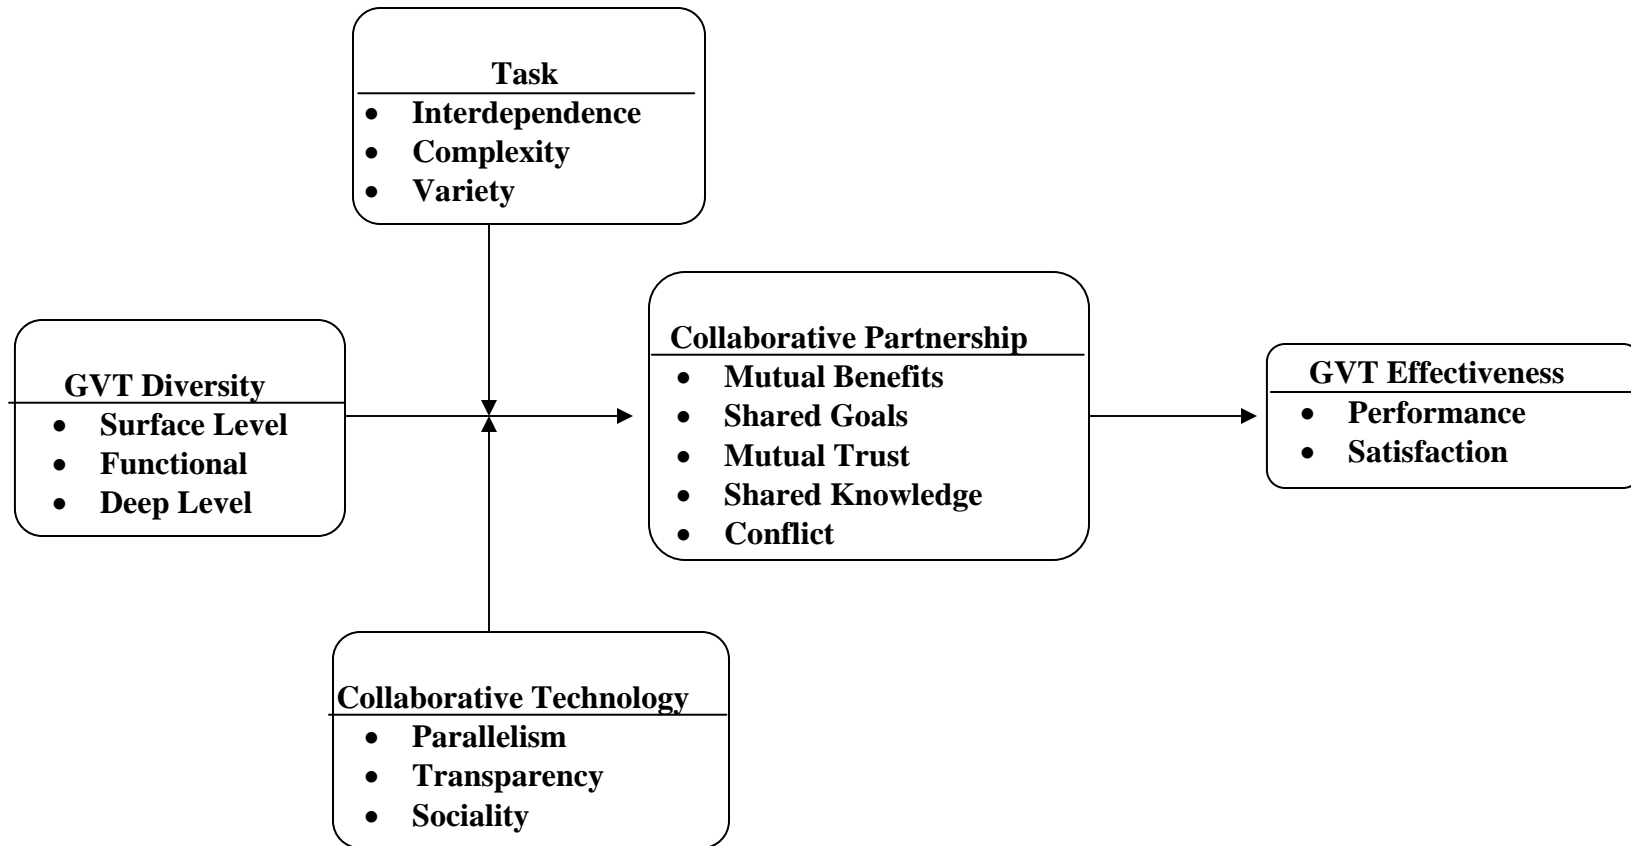 Task
• Interdependence
• Complexity
• Variety
GVT Diversity
• Surface Level
• Functional
• Deep Level
Collaborative Partnership
• Mutual Benefits
• Shared Goals
• Mutual Trust
• Shared Knowledge
• Conflict
GVT Effectiveness
• Performance
• Satisfaction
Collaborative Technology
• Parallelism
• Transparency
• Sociality